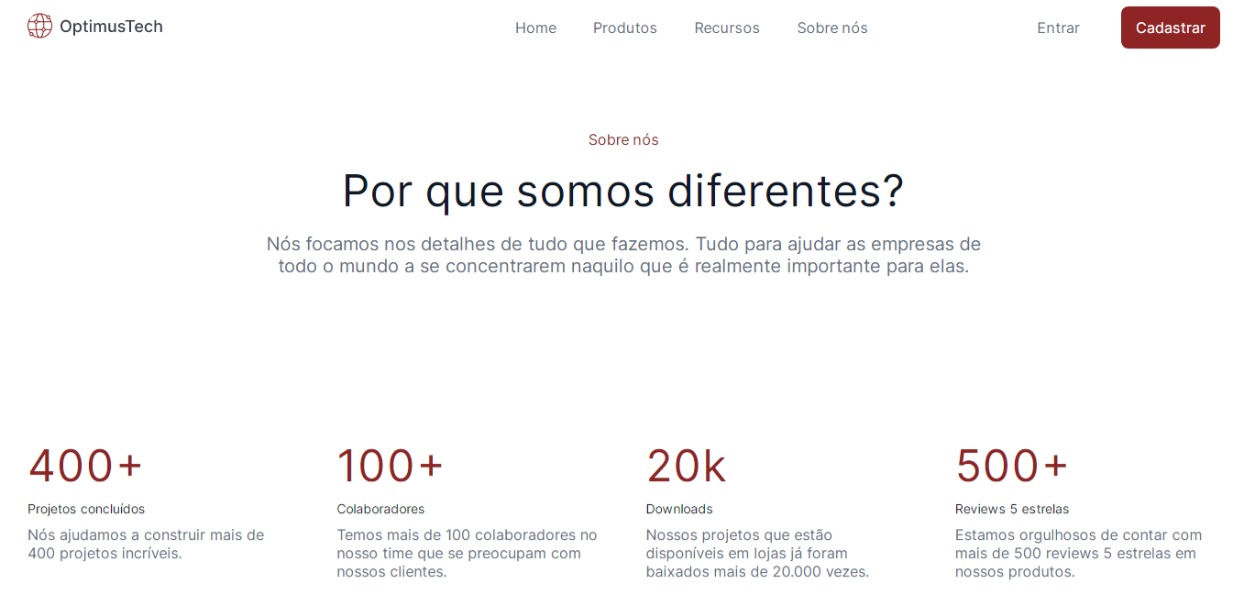 OptimusTech
Home
Produtos
Recursos
Sobre nós
Entrar
Cadastrar
Sobre nós
Por que somos diferentes?
Nós focamos nos detalhes de tudo que fazemos. Tudo para ajudar as empresas de
todo o mundo a se concentrarem naquilo que é realmente importante para elas.
400+
Projetos concluídos
Nós ajudamos a construir mais de
400 projetos incríveis.
100+
Colaboradores
Temos mais de 100 colaboradores no
nosso time que se preocupam com
nossos clientes.
20k
Downloads
Nossos projetos que estão
disponíveis em lojas já foram
baixados mais de 20.000 vezes.
500+
Reviews 5 estrelas
Estamos orgulhosos de contar com
mais de 500 reviews 5 estrelas em
nossos produtos.